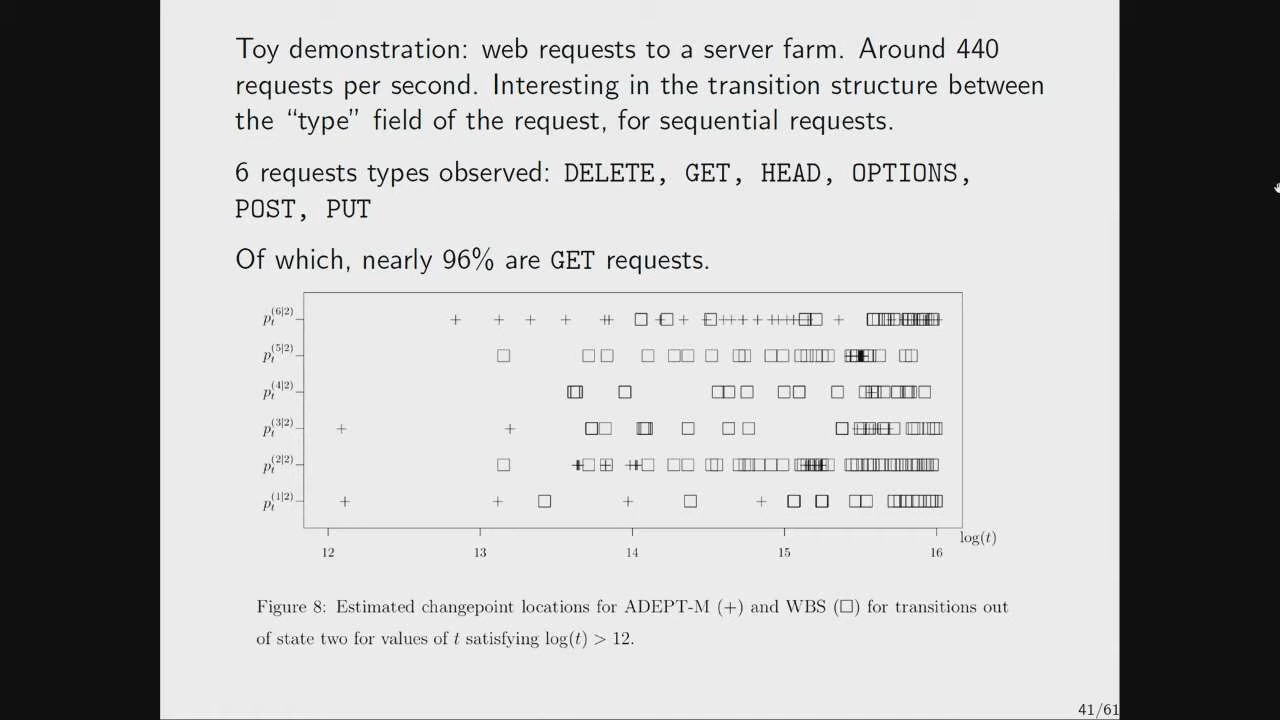 Toy demonstration: web requests to a server farm. Around 440
requests per second. Interesting in the transition structure between
the “type” field of the request, for sequential requests.
6 requests types observed: DELETE, GET, HEAD, OPTIONS,
POST, PUT
Of which, nearly 96% are GET requests.
p_t^(6|2)
p_t^(5|2)
p_t^(4|2)
p_t^(3|2)
p_t^(2|2)
p_t^(1|2)
12 13 14 15 16
log(t)
Figure 8: Estimated changepoint locations for ADEPT-M (+) and WBS (□) for transitions out
of state two for values of t satisfying log(t) > 12.
41/61